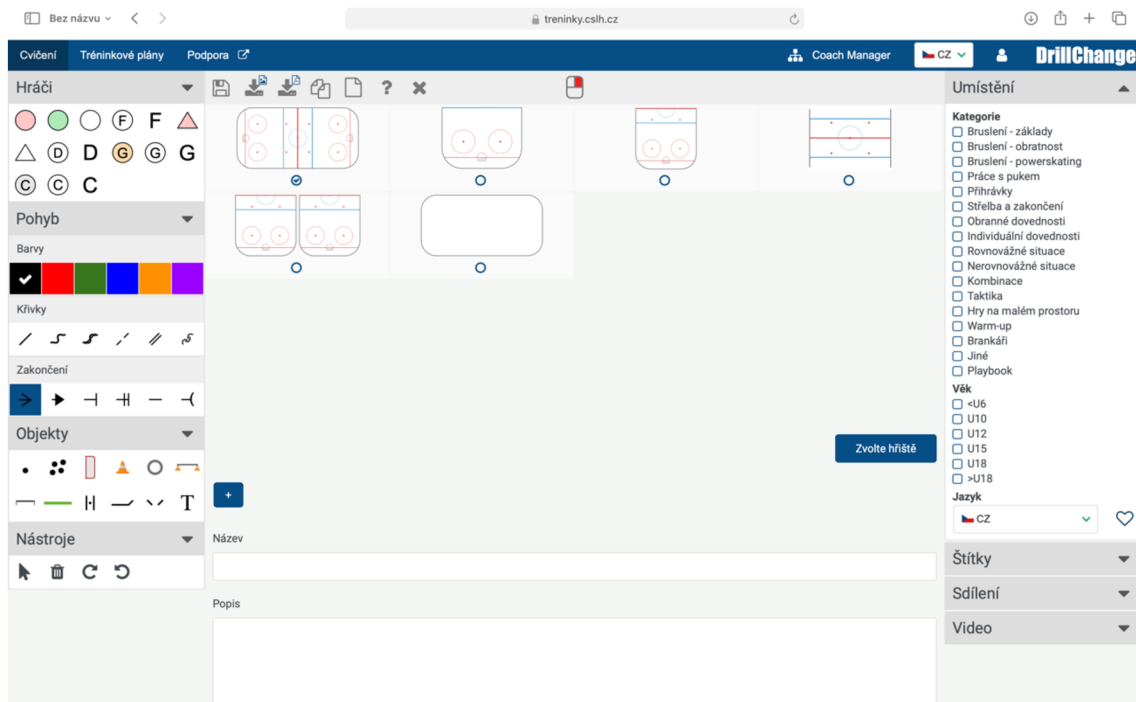 Bez názvu
treninky.cslh.cz
Cvičení Tréninkové plány Podpora Coach Manager CZ DrillChange
Hráči
F F
D D G G G
C C C
Pohyb
Barvy
Křivky
Zakončení
Objekty
T
Nástroje
?
Zvolte hřiště
+
Název
Popis
Umístění
Kategorie
Bruslení - základy
Bruslení - obratnost
Bruslení - powerskating
Práce s pukem
Přihrávky
Střelba a zakončení
Obranné dovednosti
Individuální dovednosti
Rovnovážné situace
Nerovnovážné situace
Kombinace
Taktika
Hry na malém prostoru
Warm-up
Brankáři
Jiné
Playbook
Věk
<U6
U10
U12
U15
U18
>U18
Jazyk
CZ
Štítky
Sdílení
Video